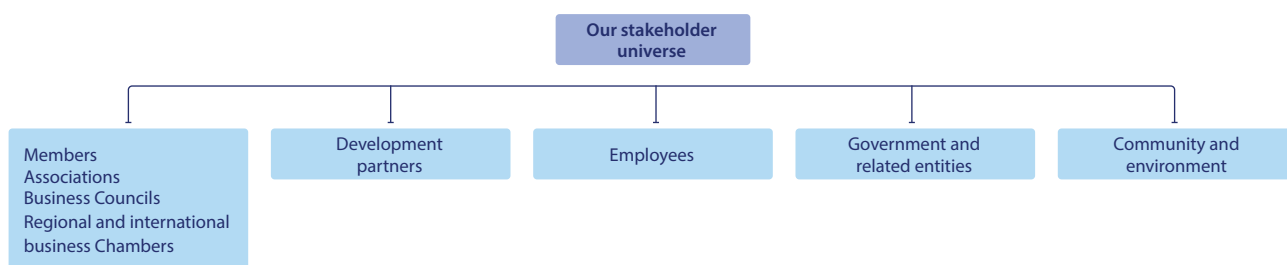 Our stakeholder
universe
Members
Associations
Business Councils
Regional and international
business Chambers
Development
partners
Employees
Government and
related entities
Community and
environment